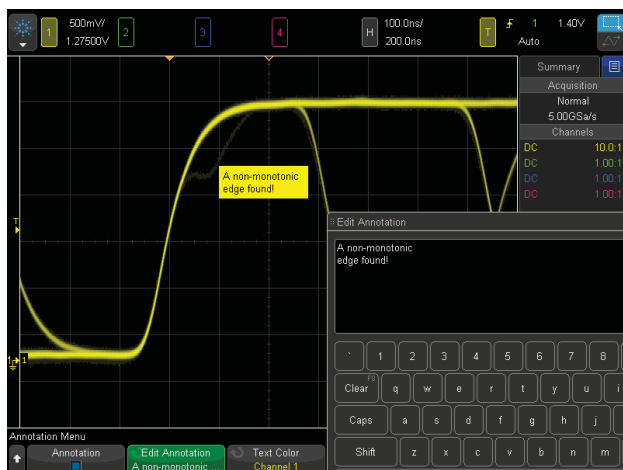 1
500mV/
1.27500V
2
3
4
H
100.0ns/
200.0ns
T
1
1.40V
Auto
Summary
Acquisition
Normal
5.00GSa/s
Channels
DC 10.0:1
DC 1.00:1
DC 1.00:1
DC 1.00:1
T
A non-monotonic
edge found!
1
Edit Annotation
A non-monotonic
edge found!
` 1 2 3 4 5 6 7 8
Clear F8 q w e r t y u i
Caps a s d f g h j
Shift z x c v b n m
Annotation Menu
Annotation
Edit Annotation
A non-monotonic ...
Text Color
Channel 1